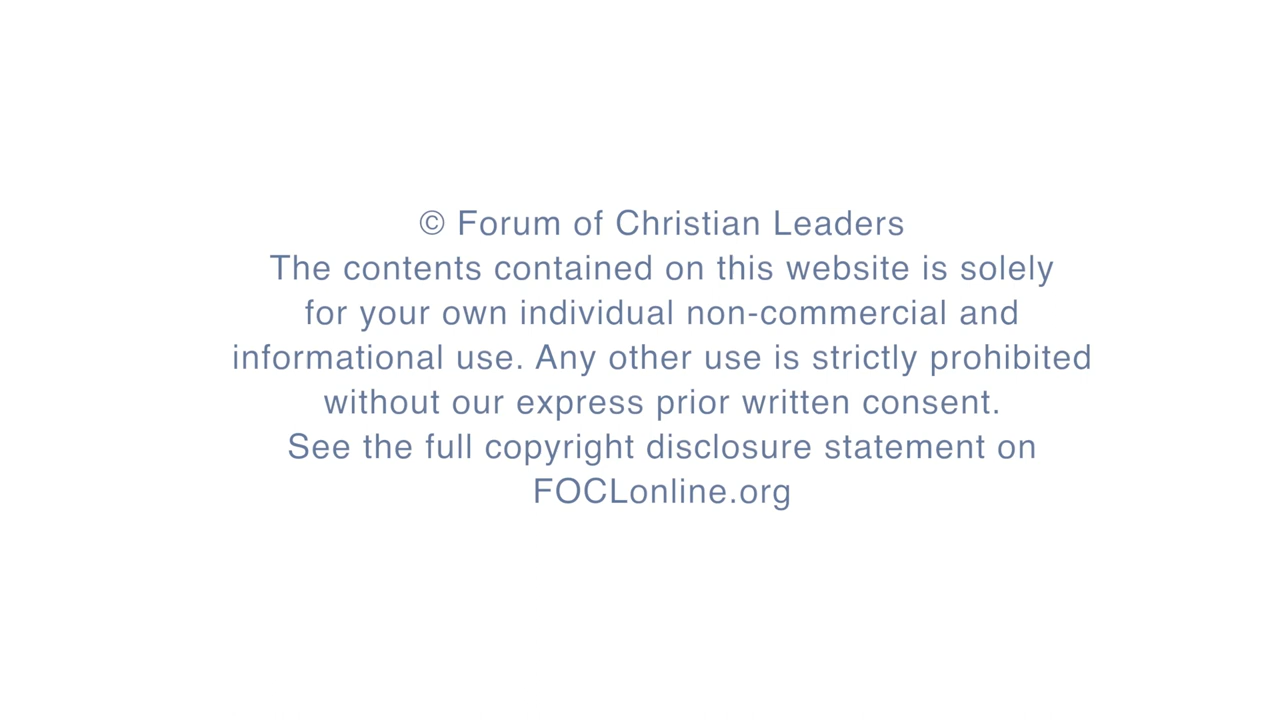 © Forum of Christian Leaders
The contents contained on this website is solely
for your own individual non-commercial and
informational use. Any other use is strictly prohibited
without our express prior written consent.
See the full copyright disclosure statement on
FOCLonline.org